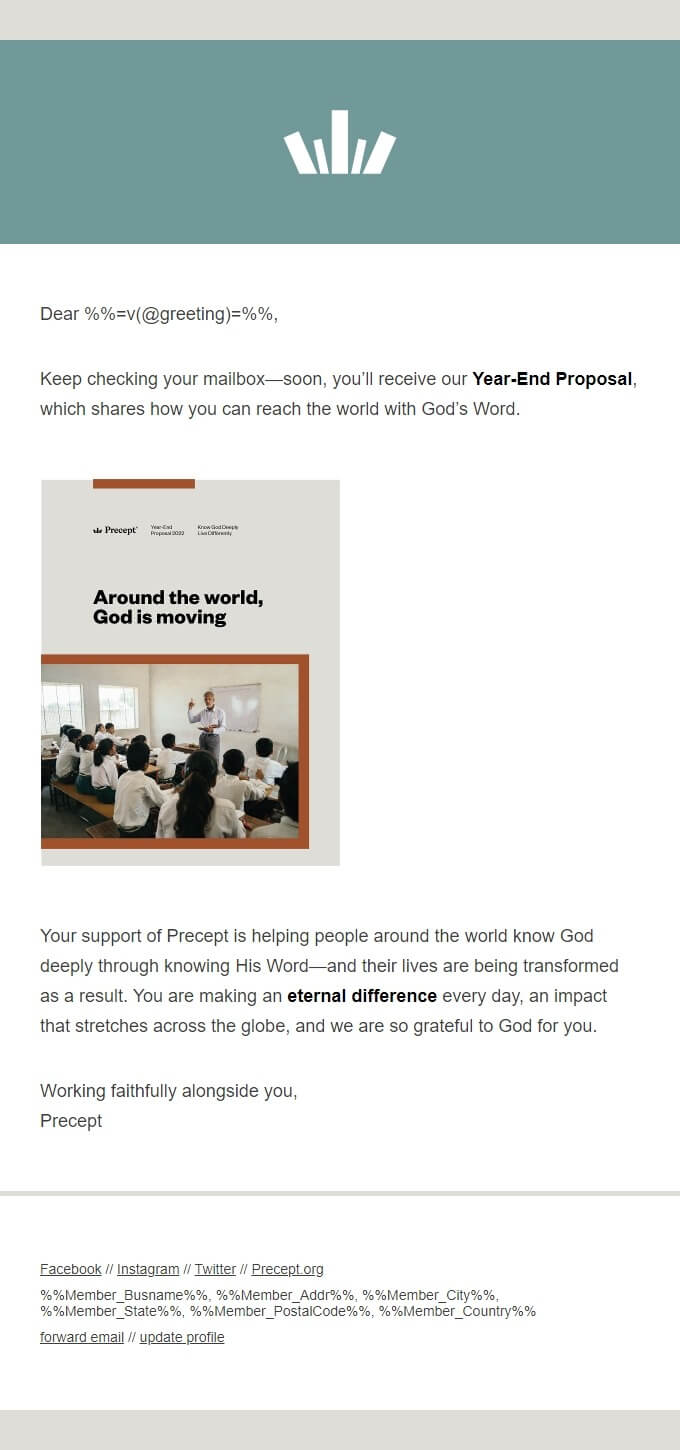 Dear %%=v(@greeting)=%%,
Keep checking your mailbox—soon, you’ll receive our Year-End Proposal,
which shares how you can reach the world with God’s Word.
Precept
Year-End
Proposal 2022
Know God Deeply
Live Differently
Around the world,
God is moving
Your support of Precept is helping people around the world know God
deeply through knowing His Word—and their lives are being transformed
as a result. You are making an eternal difference every day, an impact
that stretches across the globe, and we are so grateful to God for you.
Working faithfully alongside you,
Precept
Facebook // Instagram // Twitter // Precept.org
%%Member_Busname%%, %%Member_Addr%%, %%Member_City%%,
%%Member_State%%, %%Member_PostalCode%%, %%Member_Country%%
forward email // update profile